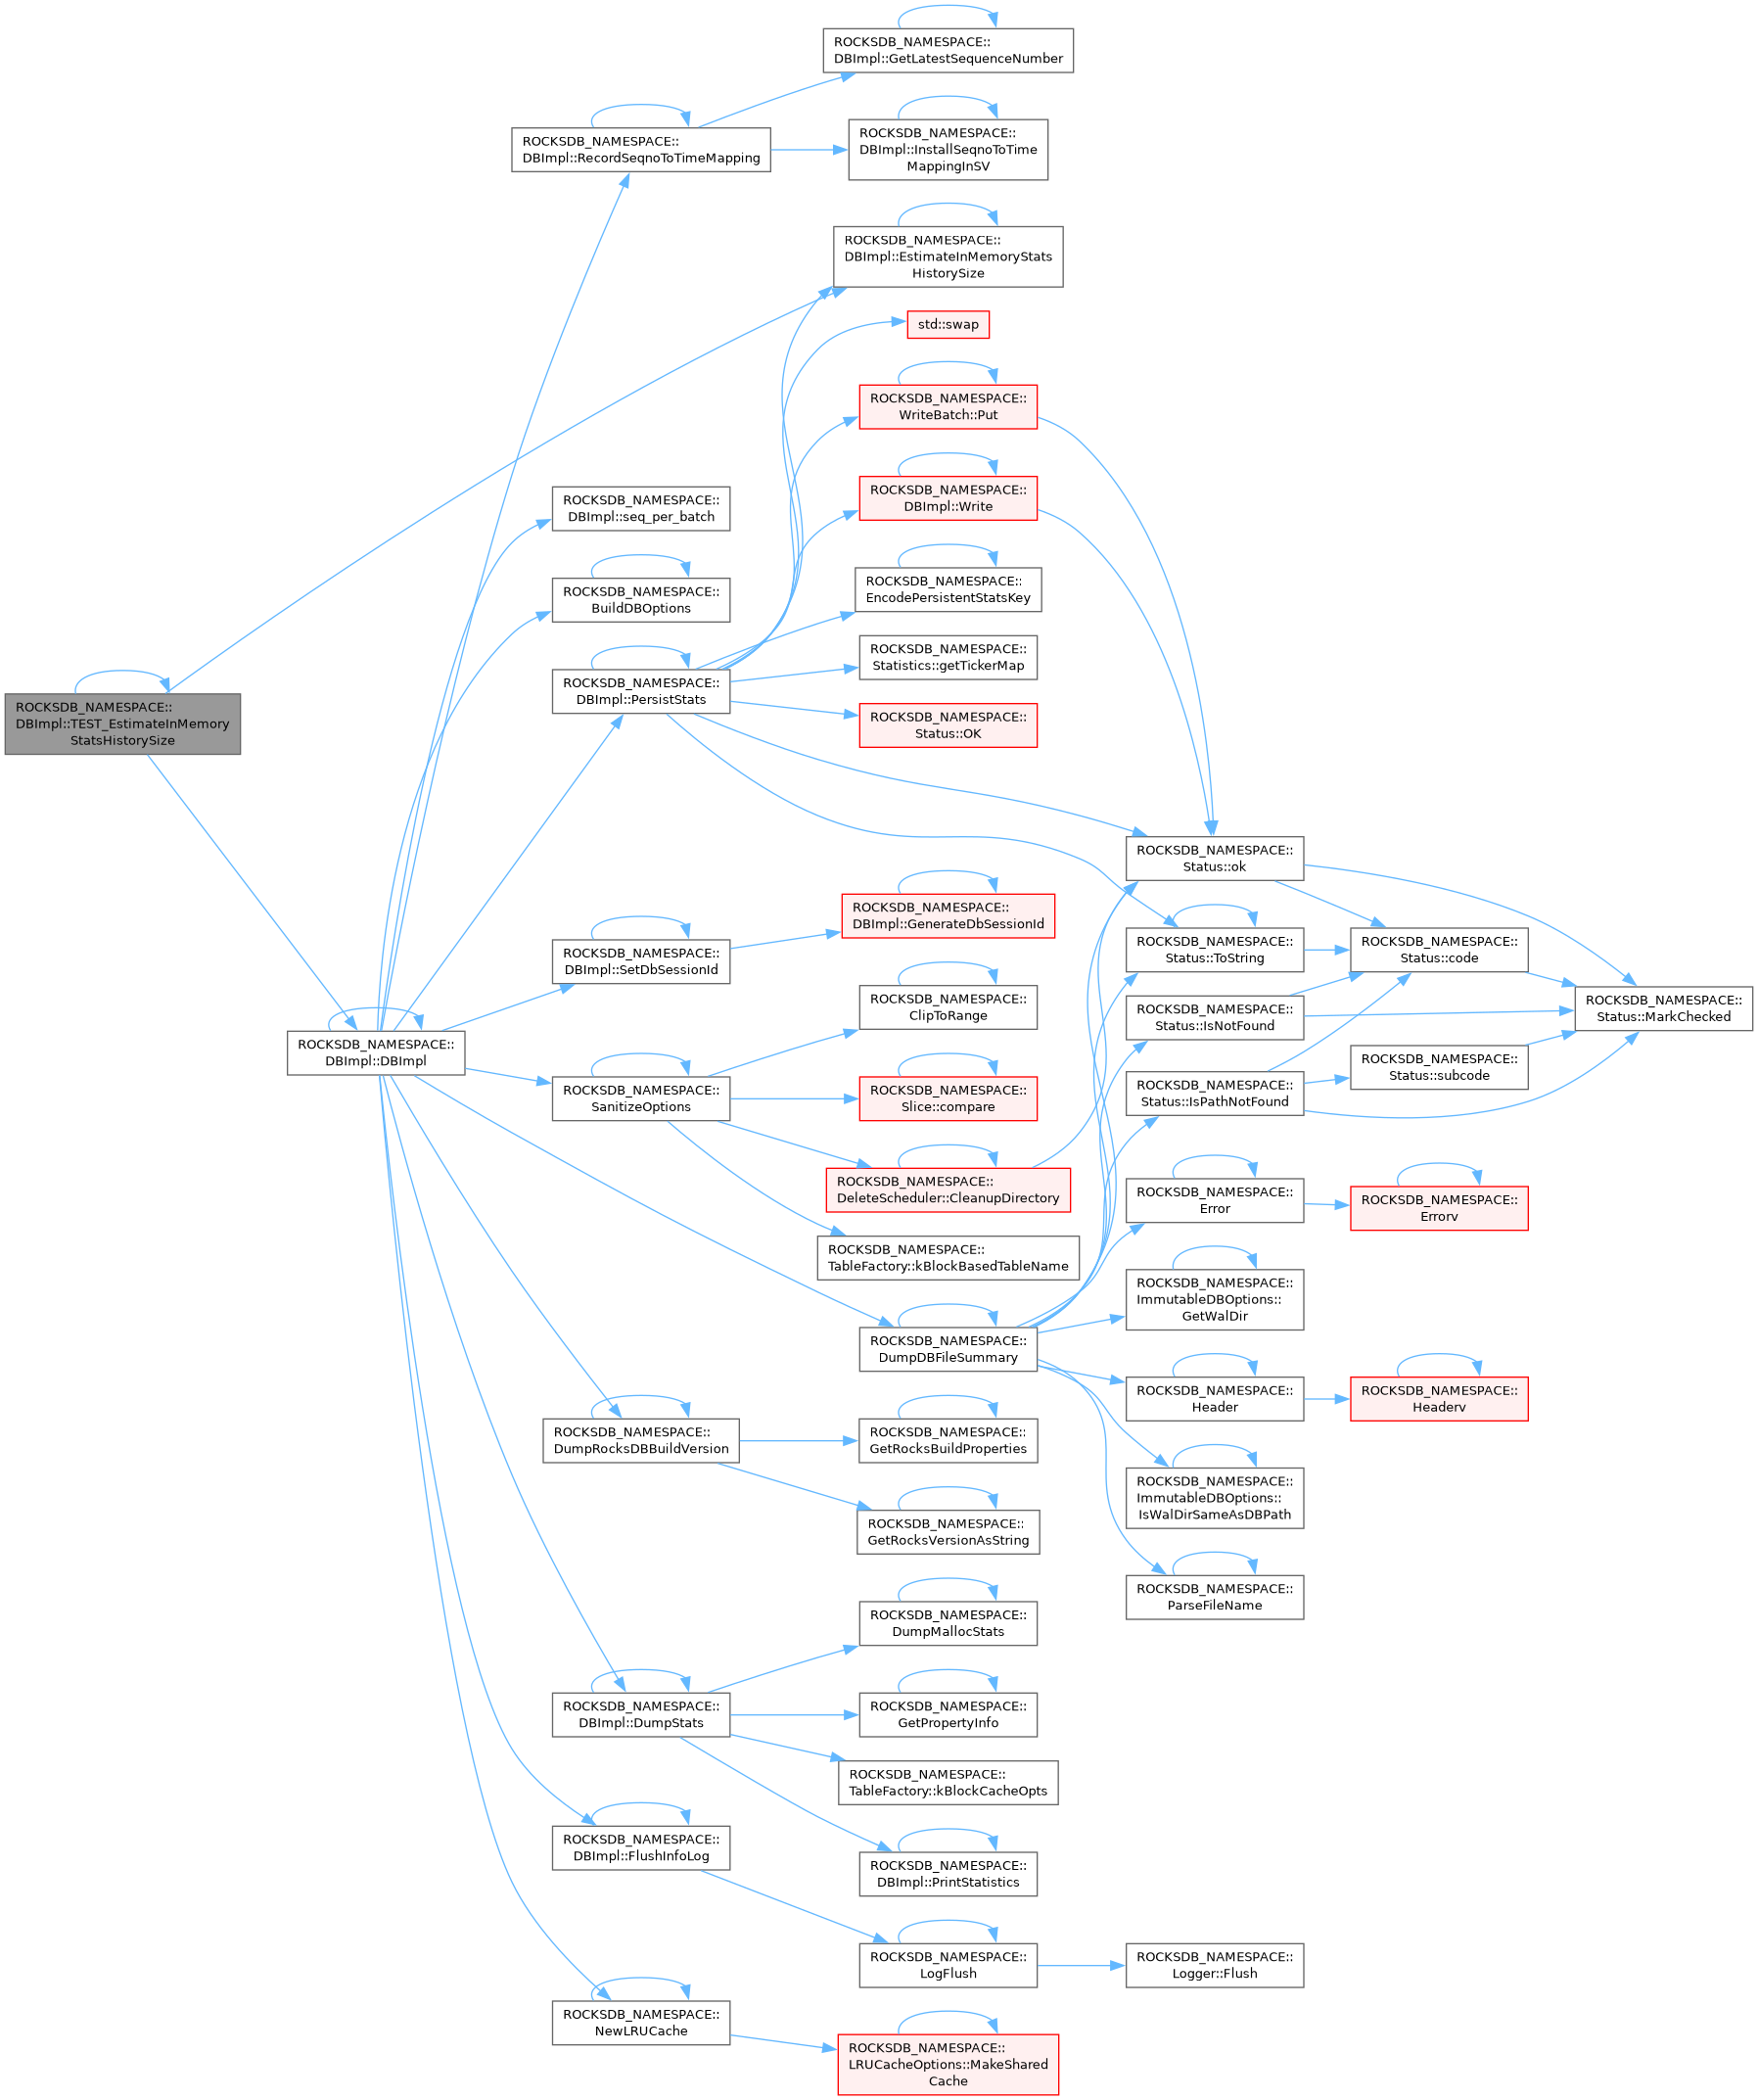 ROCKSDB_NAMESPACE::
DBImpl::TEST_EstimateInMemory
StatsHistorySize
ROCKSDB_NAMESPACE::
DBImpl::DBImpl
ROCKSDB_NAMESPACE::
DBImpl::RecordSeqnoToTimeMapping
ROCKSDB_NAMESPACE::
DBImpl::seq_per_batch
ROCKSDB_NAMESPACE::
BuildDBOptions
ROCKSDB_NAMESPACE::
DBImpl::PersistStats
ROCKSDB_NAMESPACE::
DBImpl::SetDbSessionId
ROCKSDB_NAMESPACE::
SanitizeOptions
ROCKSDB_NAMESPACE::
DumpRocksDBBuildVersion
ROCKSDB_NAMESPACE::
DBImpl::DumpStats
ROCKSDB_NAMESPACE::
DBImpl::FlushInfoLog
ROCKSDB_NAMESPACE::
NewLRUCache
ROCKSDB_NAMESPACE::
DBImpl::GetLatestSequenceNumber
ROCKSDB_NAMESPACE::
DBImpl::InstallSeqnoToTime
MappingInSV
ROCKSDB_NAMESPACE::
DBImpl::EstimateInMemoryStats
HistorySize
std::swap
ROCKSDB_NAMESPACE::
WriteBatch::Put
ROCKSDB_NAMESPACE::
DBImpl::Write
ROCKSDB_NAMESPACE::
EncodePersistentStatsKey
ROCKSDB_NAMESPACE::
Statistics::getTickerMap
ROCKSDB_NAMESPACE::
Status::OK
ROCKSDB_NAMESPACE::
DBImpl::GenerateDbSessionId
ROCKSDB_NAMESPACE::
ClipToRange
ROCKSDB_NAMESPACE::
Slice::compare
ROCKSDB_NAMESPACE::
DeleteScheduler::CleanupDirectory
ROCKSDB_NAMESPACE::
TableFactory::kBlockBasedTableName
ROCKSDB_NAMESPACE::
DumpDBFileSummary
ROCKSDB_NAMESPACE::
GetRocksBuildProperties
ROCKSDB_NAMESPACE::
GetRocksVersionAsString
ROCKSDB_NAMESPACE::
DumpMallocStats
ROCKSDB_NAMESPACE::
GetPropertyInfo
ROCKSDB_NAMESPACE::
TableFactory::kBlockCacheOpts
ROCKSDB_NAMESPACE::
DBImpl::PrintStatistics
ROCKSDB_NAMESPACE::
LogFlush
ROCKSDB_NAMESPACE::
LRUCacheOptions::MakeShared
Cache
ROCKSDB_NAMESPACE::
Status::ok
ROCKSDB_NAMESPACE::
Status::ToString
ROCKSDB_NAMESPACE::
Status::IsNotFound
ROCKSDB_NAMESPACE::
Status::IsPathNotFound
ROCKSDB_NAMESPACE::
Error
ROCKSDB_NAMESPACE::
ImmutableDBOptions::
GetWalDir
ROCKSDB_NAMESPACE::
Header
ROCKSDB_NAMESPACE::
ImmutableDBOptions::
IsWalDirSameAsDBPath
ROCKSDB_NAMESPACE::
ParseFileName
ROCKSDB_NAMESPACE::
Logger::Flush
ROCKSDB_NAMESPACE::
Status::code
ROCKSDB_NAMESPACE::
Status::subcode
ROCKSDB_NAMESPACE::
Errorv
ROCKSDB_NAMESPACE::
Headerv
ROCKSDB_NAMESPACE::
Status::MarkChecked